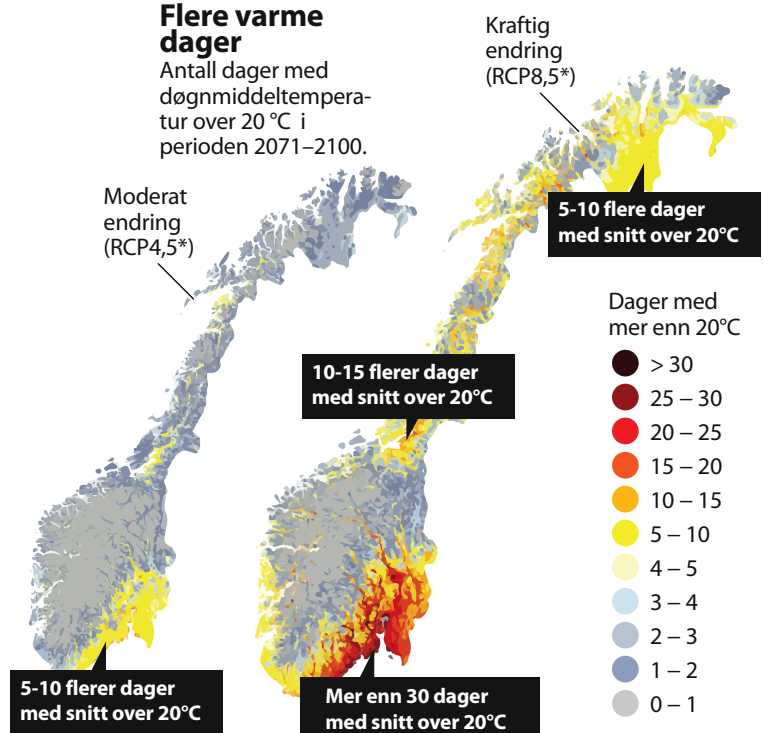 Flere varme
dager
Antall dager med
døgnmiddeltempera-
tur over 20 °C i
perioden 2071–2100.
Kraftig
endring
(RCP8,5*)
Moderat
endring
(RCP4,5*)
5-10 flere dager
med snitt over 20°C
10-15 flerer dager
med snitt over 20°C
5-10 flerer dager
med snitt over 20°C
Mer enn 30 dager
med snitt over 20°C
Dager med
mer enn 20°C
> 30
25 – 30
20 – 25
15 – 20
10 – 15
5 – 10
4 – 5
3 – 4
2 – 3
1 – 2
0 – 1